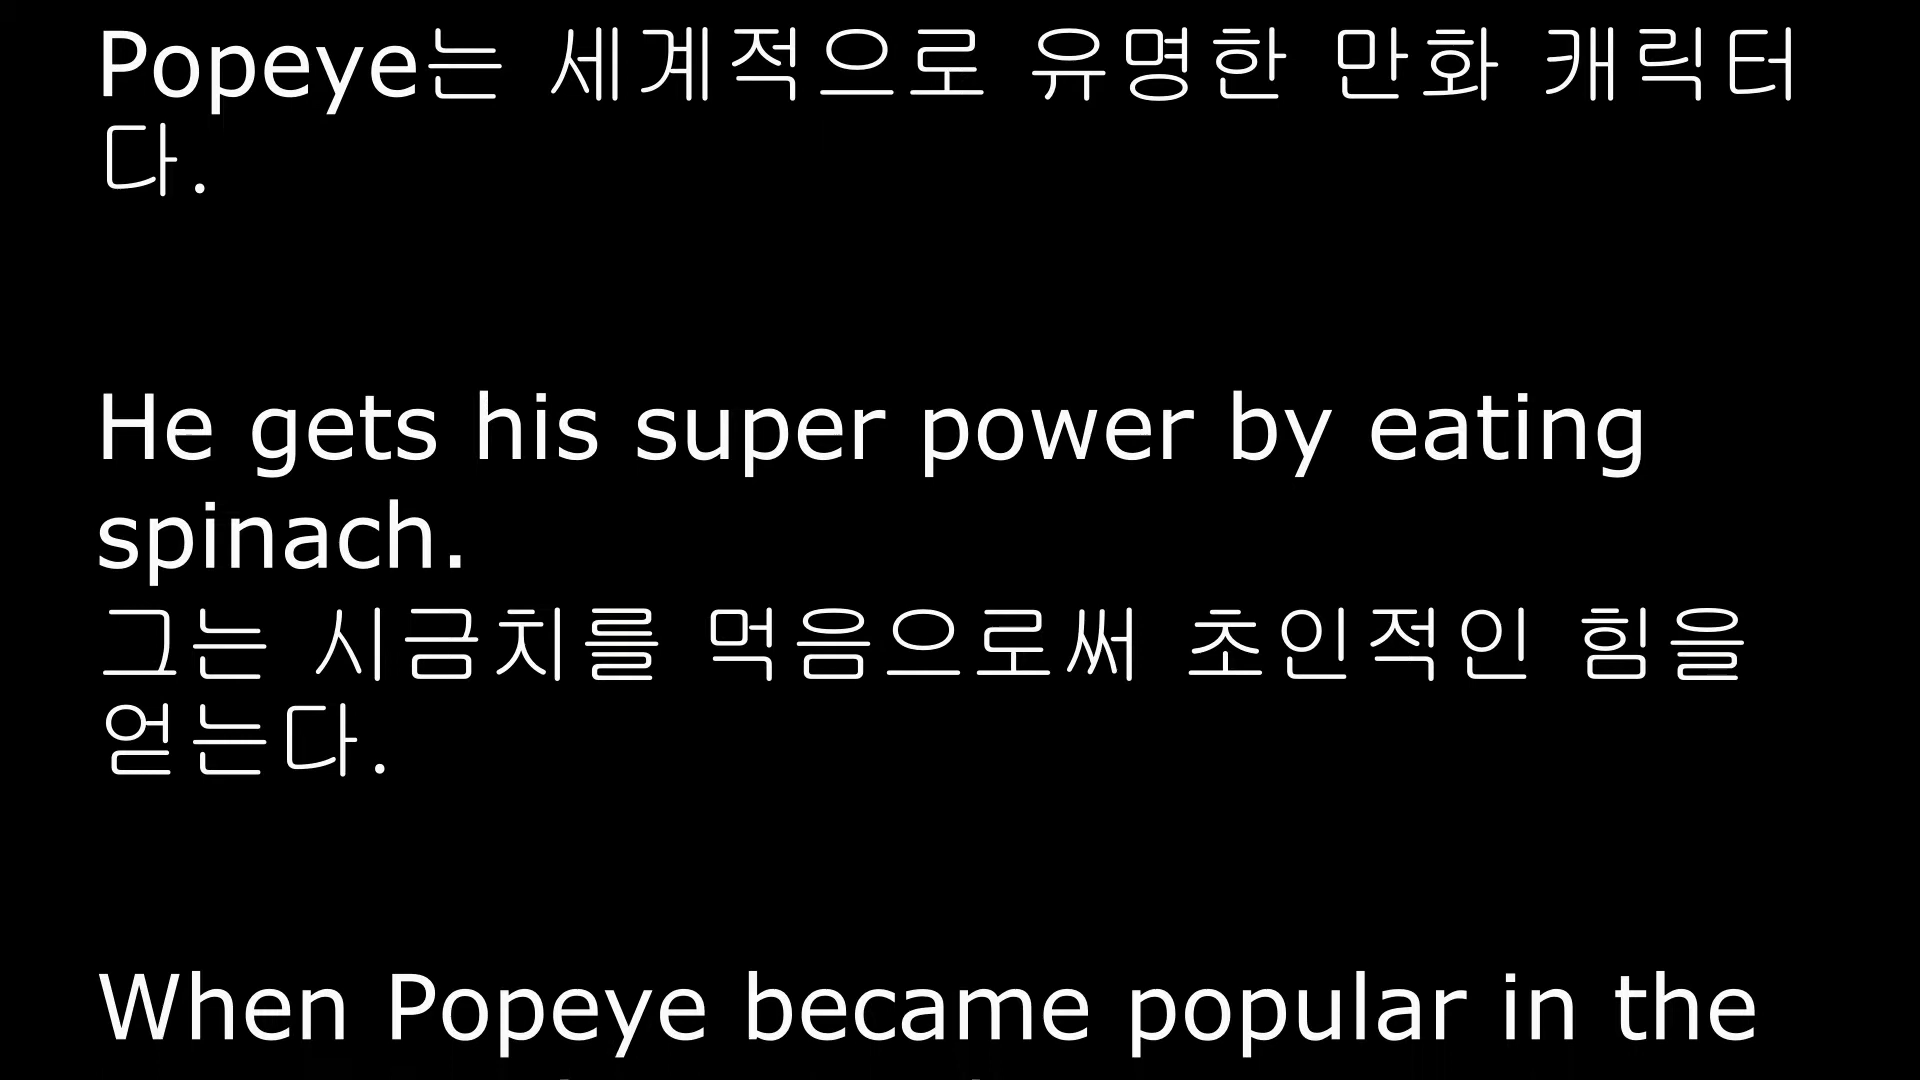 Popeye는 세계적으로 유명한 만화 캐릭터
다.
He gets his super power by eating
spinach.
그는 시금치를 먹음으로써 초인적인 힘을
얻는다.
When Popeye became popular in the